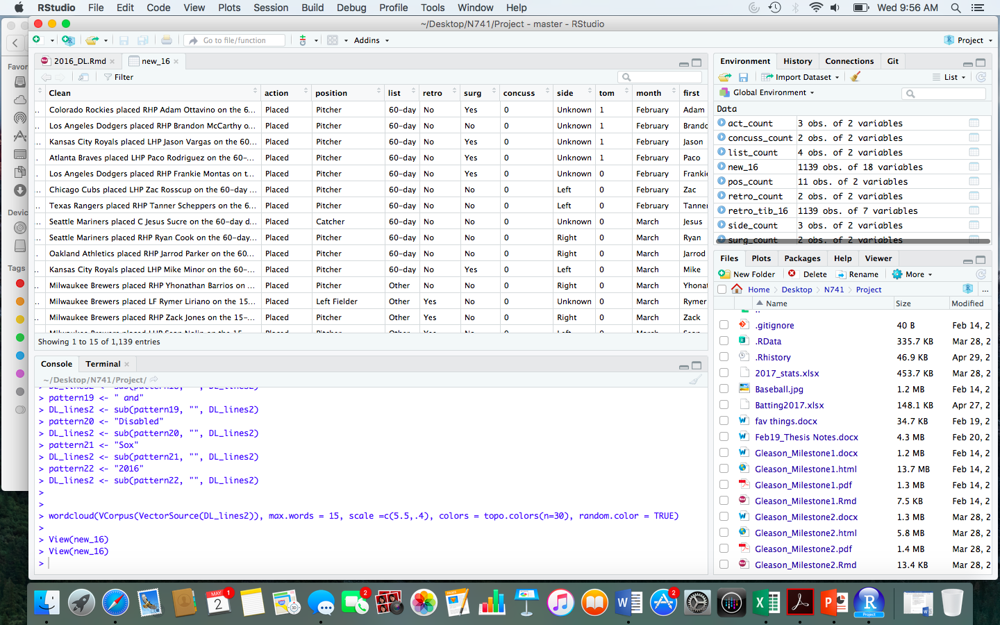 RStudio File Edit Code View Plots Session Build Debug Profile Tools Window Help Wed 9:56 AM
~/Desktop/N741/Project - master - RStudio
Go to file/function Addins Project
2016_DL.Rmd new_16
Filter
Clean action position list retro surg concuss side tom month first
.. Colorado Rockies placed RHP Adam Ottavino on the 6... Placed Pitcher 60-day No Yes 0 Unknown 1 February Adam
.. Los Angeles Dodgers placed RHP Brandon McCarthy o... Placed Pitcher 60-day No No 0 Unknown 1 February Brando
.. Kansas City Royals placed LHP Jason Vargas on the 60... Placed Pitcher 60-day No Yes 0 Unknown 1 February Jason
.. Atlanta Braves placed LHP Paco Rodriguez on the 60-... Placed Pitcher 60-day No Yes 0 Unknown 1 February Paco
.. Los Angeles Dodgers placed RHP Frankie Montas on t... Placed Pitcher 60-day No Yes 0 Unknown 0 February Frankie
.. Chicago Cubs placed LHP Zac Rosscup on the 60-day ... Placed Pitcher 60-day No No 0 Left 0 February Zac
.. Texas Rangers placed RHP Tanner Scheppers on the 6... Placed Pitcher 60-day No No 0 Left 0 February Tanner
.. Seattle Mariners placed C Jesus Sucre on the 60-day d... Placed Catcher 60-day No No 0 Unknown 0 March Jesus
.. Seattle Mariners placed RHP Ryan Cook on the 60-day... Placed Pitcher 60-day No No 0 Right 0 March Ryan
.. Oakland Athletics placed RHP Jarrod Parker on the 60... Placed Pitcher 60-day No No 0 Right 0 March Jarrod
.. Kansas City Royals placed LHP Mike Minor on the 60-... Placed Pitcher 60-day No Yes 0 Left 0 March Mike
.. Milwaukee Brewers placed RHP Yhonathan Barrios on ... Placed Pitcher Other No No 0 Right 0 March Yhonat
.. Milwaukee Brewers placed LF Rymer Liriano on the 15... Placed Left Fielder Other Yes No 0 Unknown 0 March Rymer
.. Milwaukee Brewers placed RHP Zack Jones on the 15-... Placed Pitcher Other Yes No 0 Right 0 March Zack
Showing 1 to 15 of 1,139 entries
Console Terminal
~/Desktop/N741/Project/
> pattern19 <- " and"
> DL_lines2 <- sub(pattern19, "", DL_lines2)
> pattern20 <- "Disabled"
> DL_lines2 <- sub(pattern20, "", DL_lines2)
> pattern21 <- "Sox"
> DL_lines2 <- sub(pattern21, "", DL_lines2)
> pattern22 <- "2016"
> DL_lines2 <- sub(pattern22, "", DL_lines2)
>
>
> wordcloud(VCorpus(VectorSource(DL_lines2)), max.words = 15, scale =c(5.5,.4), colors = topo.colors(n=30), random.color = TRUE)
>
> View(new_16)
> View(new_16)
>
Environment History Connections Git
Import Dataset List
Global Environment
Data
act_count 3 obs. of 2 variables
concuss_count 2 obs. of 2 variables
list_count 4 obs. of 2 variables
new_16 1139 obs. of 18 variables
pos_count 11 obs. of 2 variables
retro_count 2 obs. of 2 variables
retro_tib_16 1139 obs. of 7 variables
side_count 3 obs. of 2 variables
surg_count 2 obs. of 2 variables
Files Plots Packages Help Viewer
New Folder Delete Rename More
Home Desktop N741 Project ...
Name Size Modified
..
.gitignore 40 B Feb 14, 2
.RData 335.7 KB Mar 28, 2
.Rhistory 46.9 KB Apr 29, 2
2017_stats.xlsx 453.7 KB Mar 28, 2
Baseball.jpg 1.2 MB Feb 14, 2
Batting2017.xlsx 148.1 KB Apr 27, 2
fav things.docx 34.7 KB Feb 19, 2
Feb19_Thesis Notes.docx 4.3 MB Feb 20, 2
Gleason_Milestone1.docx 1.2 MB Feb 14, 2
Gleason_Milestone1.html 13.7 MB Feb 14, 2
Gleason_Milestone1.pdf 1.3 MB Feb 14, 2
Gleason_Milestone1.Rmd 7.5 KB Feb 14, 2
Gleason_Milestone2.docx 1.3 MB Mar 28, 2
Gleason_Milestone2.html 5.8 MB Mar 28, 2
Gleason_Milestone2.pdf 1.4 MB Mar 28, 2
Gleason_Milestone2.Rmd 13.4 KB Mar 28, 2
Favor
Devic
Tags
MAY
2
1
2
2
Project